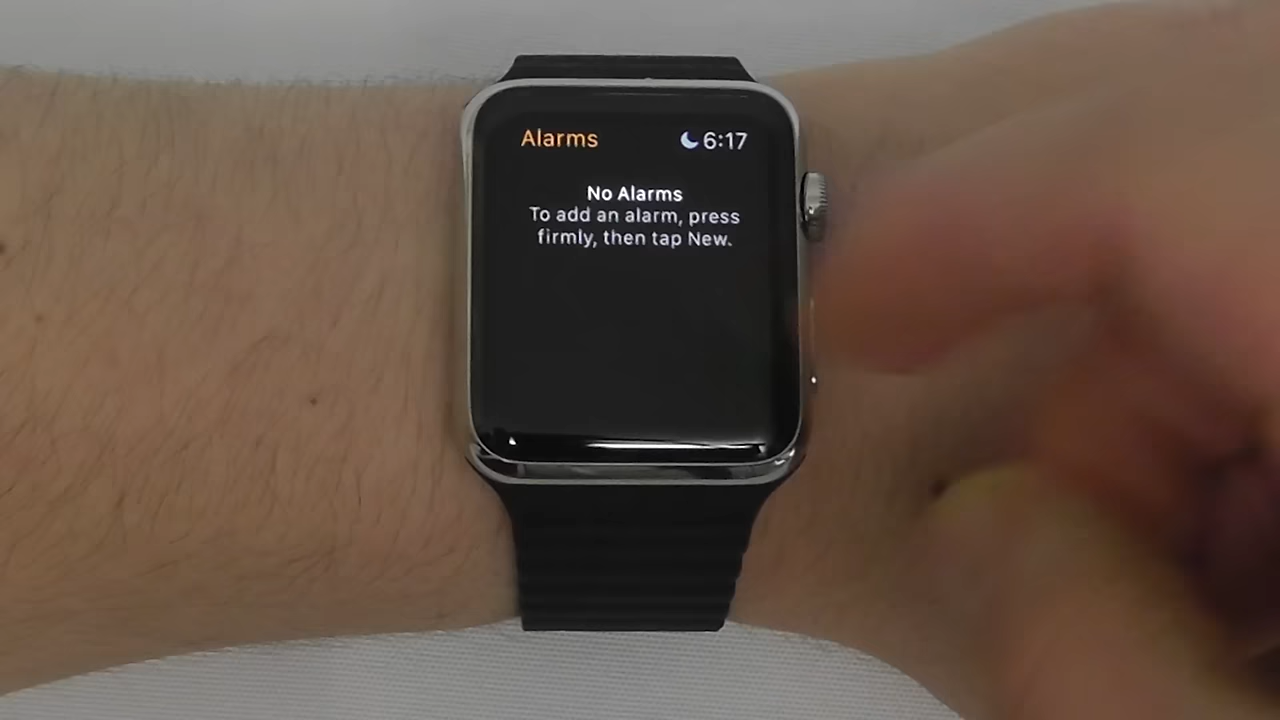 Alarms 6:17
No Alarms
To add an alarm, press
firmly, then tap New.